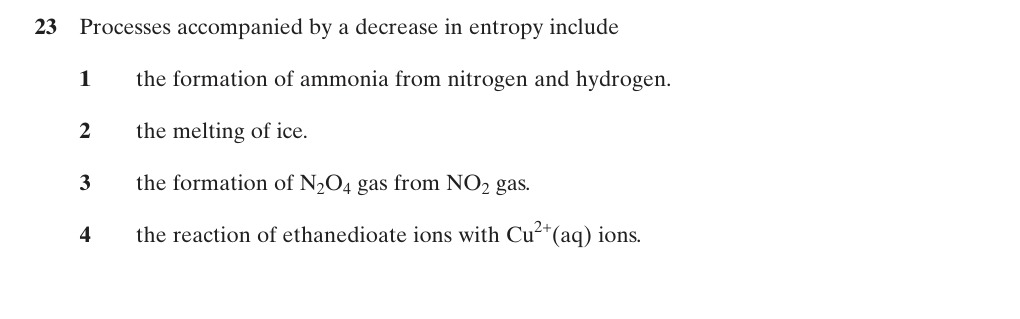 23 Processes accompanied by a decrease in entropy include
1 the formation of ammonia from nitrogen and hydrogen.
2 the melting of ice.
3 the formation of N₂O₄ gas from NO₂ gas.
4 the reaction of ethanedioate ions with Cu²⁺(aq) ions.